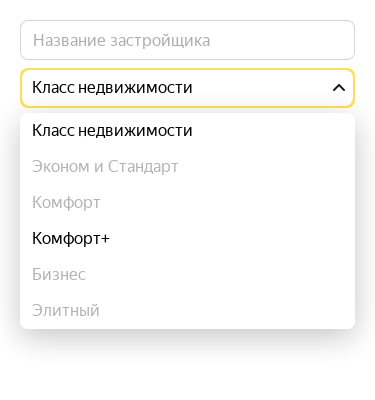 Название застройщика
Класс недвижимости
Класс недвижимости
Эконом и Стандарт
Комфорт
Комфорт+
Бизнес
Элитный